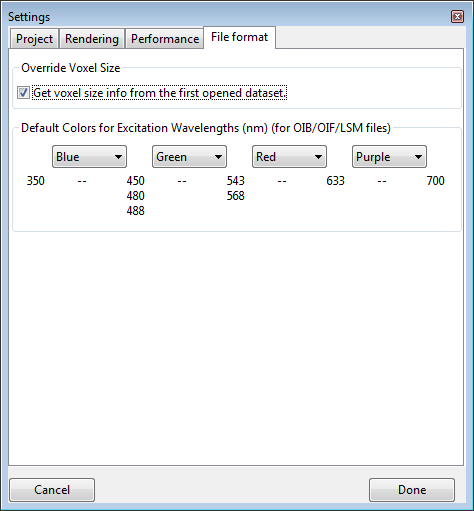 Settings
Project Rendering Performance File format
Override Voxel Size
Get voxel size info from the first opened dataset.
Default Colors for Excitation Wavelengths (nm) (for OIB/OIF/LSM files)
Blue Green Red Purple
350 -- 450 -- 543 -- 633 -- 700
480 568
488
Cancel Done